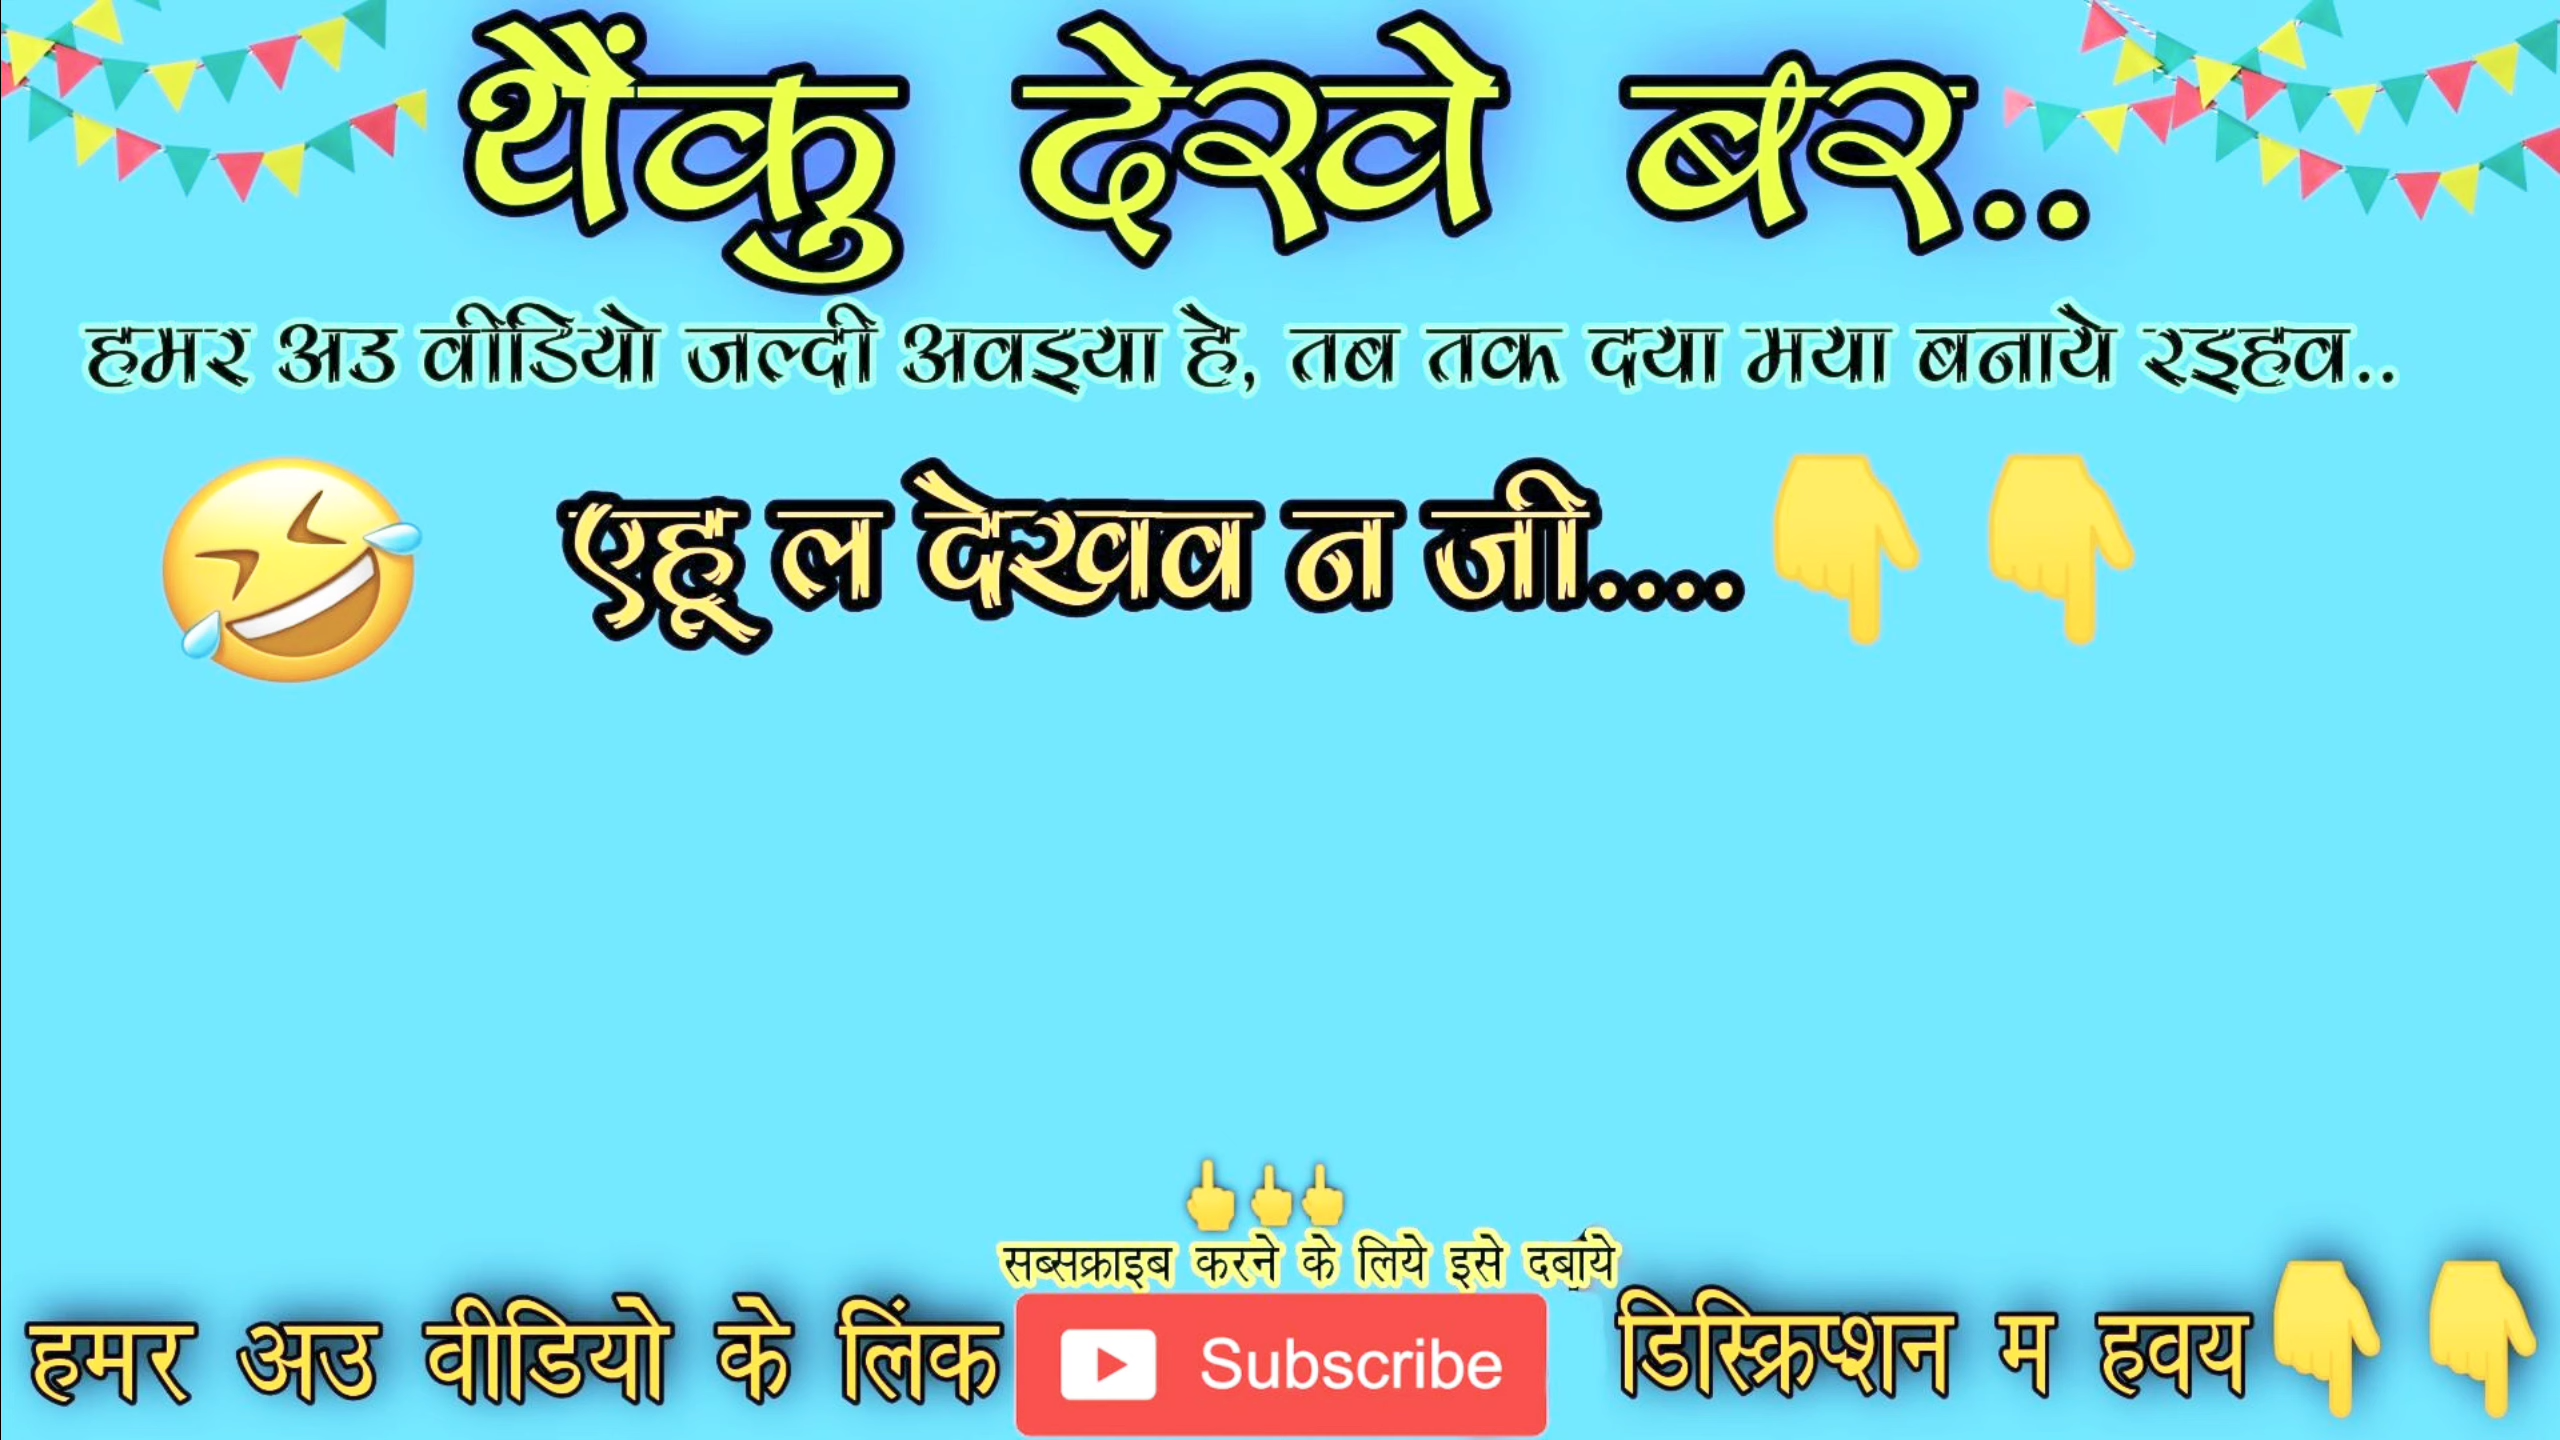 थैंकु देखे बर..
हमर अउ वीडियो जल्दी अवइया हे, तब तक दया मया बनाये रइहव..
एहू ल देखव न जी....
सब्सक्राइब करने के लिये इसे दबाये
हमर अउ वीडियो के लिंक Subscribe डिस्क्रिप्शन म हवय